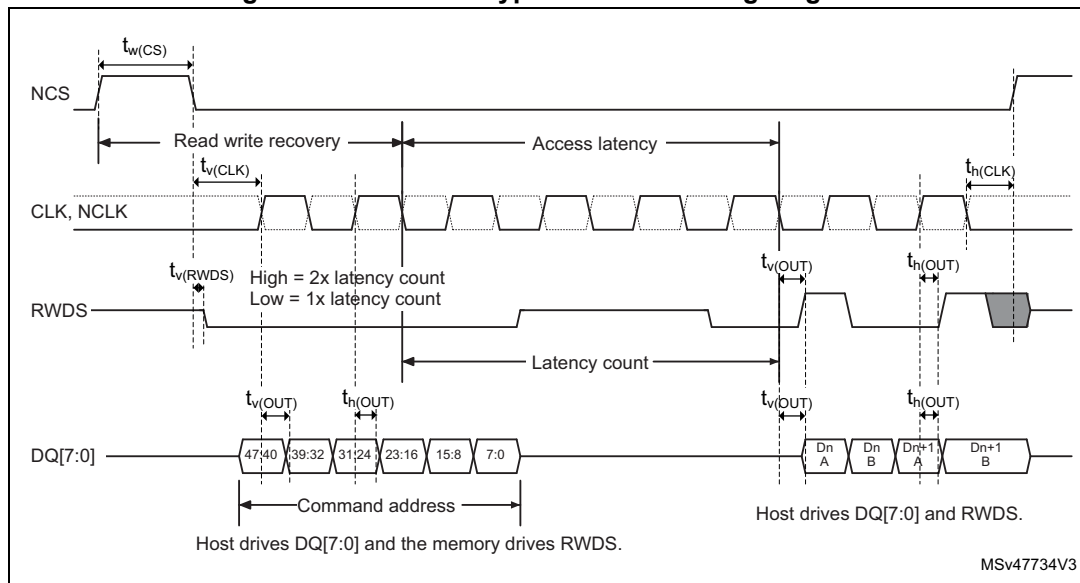 tw(CS)
NCS
Read write recovery
Access latency
tv(CLK)
th(CLK)
CLK, NCLK
tv(RWDS)
High = 2x latency count
Low = 1x latency count
tv(OUT)
th(OUT)
RWDS
Latency count
tv(OUT)
th(OUT)
tv(OUT)
th(OUT)
DQ[7:0]
47:40 39:32 31:24 23:16 15:8 7:0
Dn A
Dn B
Dn+1 A
Dn+1 B
Command address
Host drives DQ[7:0] and RWDS.
Host drives DQ[7:0] and the memory drives RWDS.
MSv47734V3